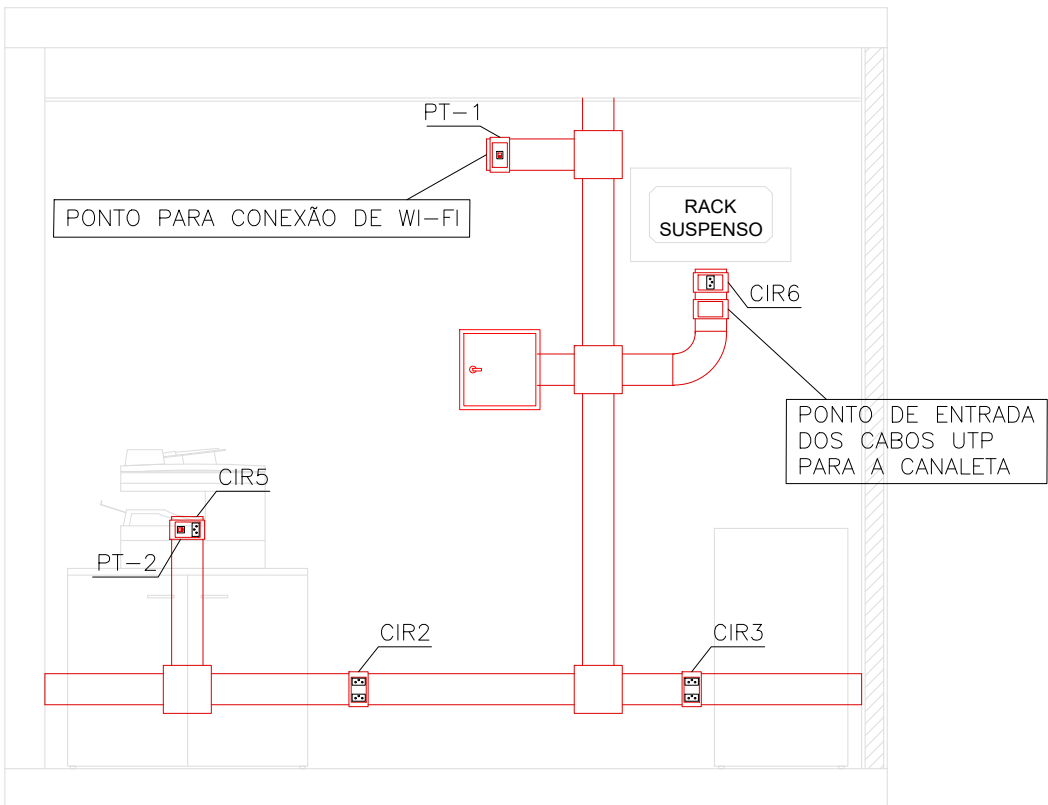 PT-1
PONTO PARA CONEXÃO DE WI-FI
RACK
SUSPENSO
CIR6
PONTO DE ENTRADA
DOS CABOS UTP
PARA A CANALETA
CIR5
PT-2
CIR2
CIR3